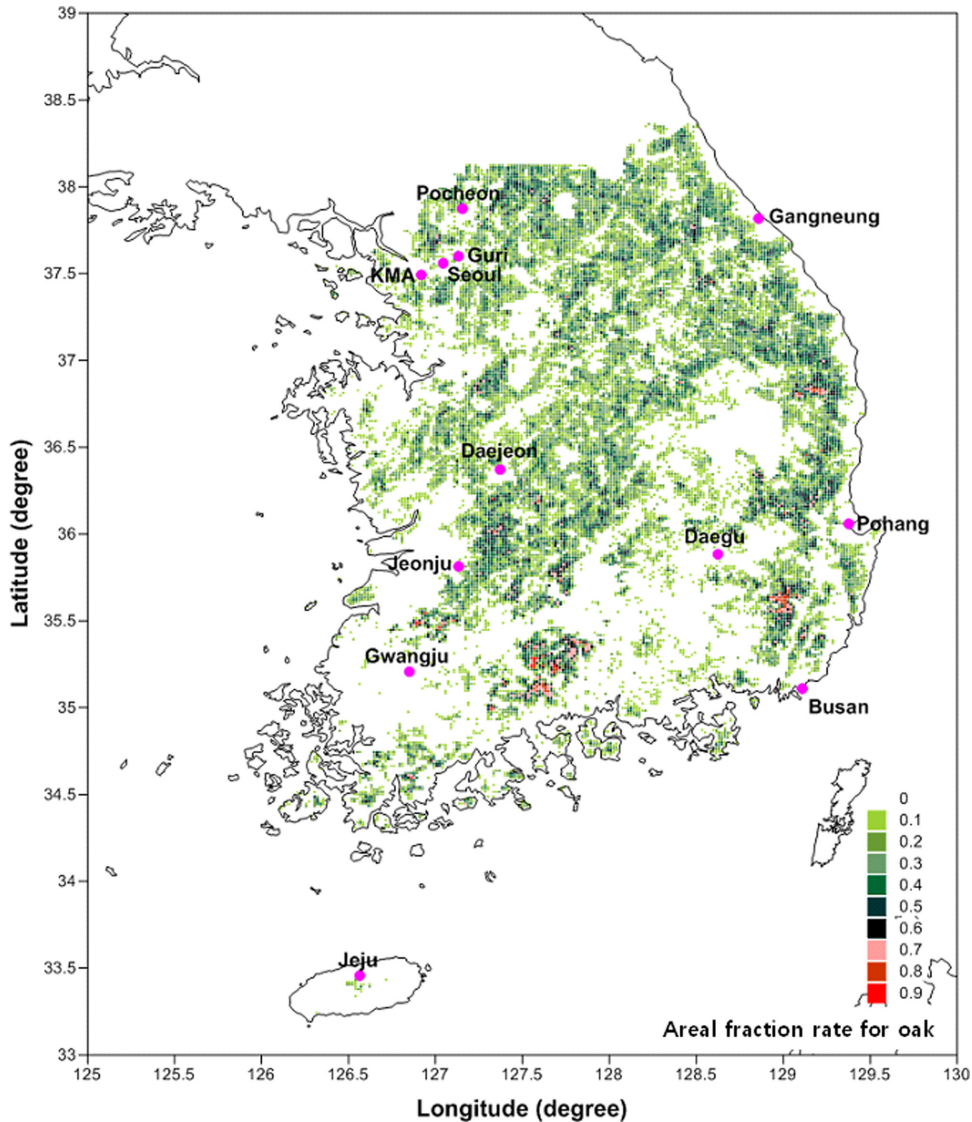 39
38.5
38
37.5
37
36.5
36
35.5
35
34.5
34
33.5
33
Latitude (degree)
Pocheon
Gangneung
Guri
KMA
Seoul
Daejeon
Pohang
Daegu
Jeonju
Gwangju
Busan
Jeju
0
0.1
0.2
0.3
0.4
0.5
0.6
0.7
0.8
0.9
Areal fraction rate for oak
125
125.5
126
126.5
127
127.5
128
128.5
129
129.5
130
Longitude (degree)